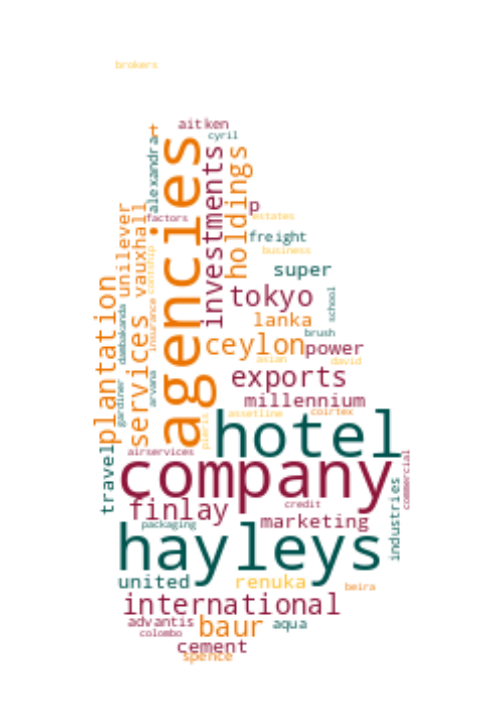 brokers
aitken
cyril
alexandra
t
agencies
investments
holdings
p
factors
estates
unilever
vauxhall
freight
business
contship
super
plantation
services
insurance
dambakanda
tokyo
school
lanka
brush
ceylon
power
asian
david
arvana
exports
gardiner
millennium
pieris
assetline
coirtex
hotel
airservices
travel
company
commercial
industries
finlay
credit
marketing
packaging
hayleys
united
renuka
beira
international
advantis
baur
aqua
colombo
cement
spence